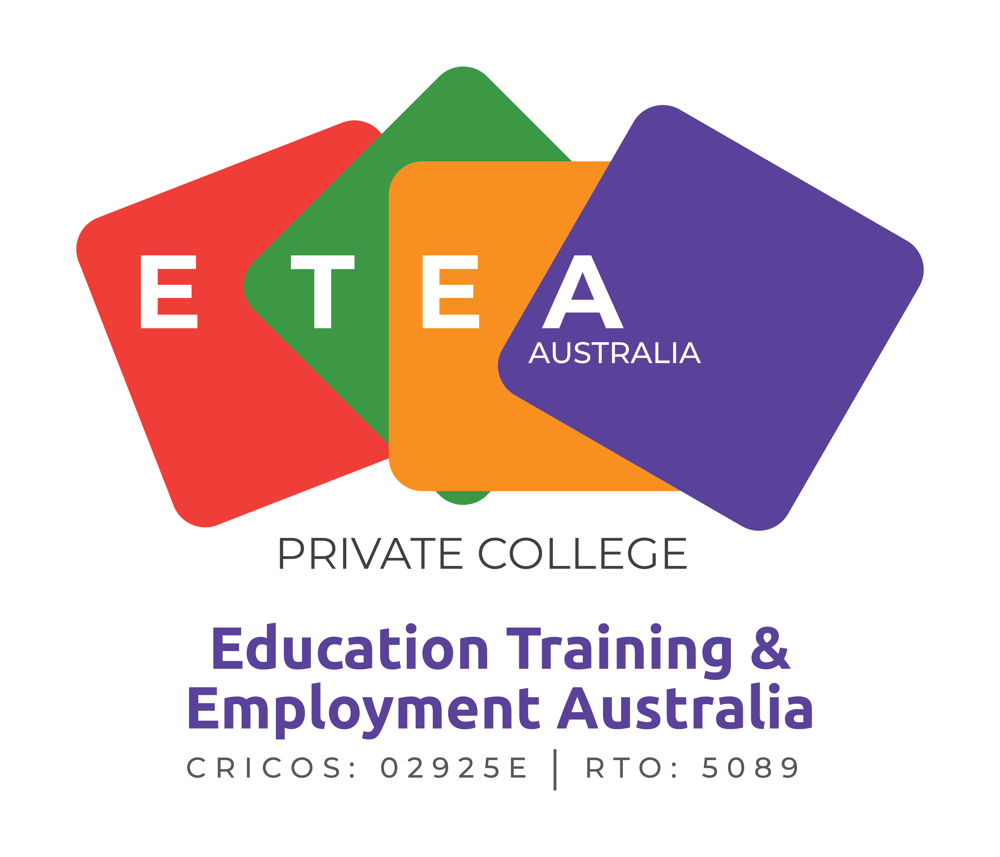 E T E A
AUSTRALIA
PRIVATE COLLEGE
Education Training &
Employment Australia
CRICOS: 02925E | RTO: 5089